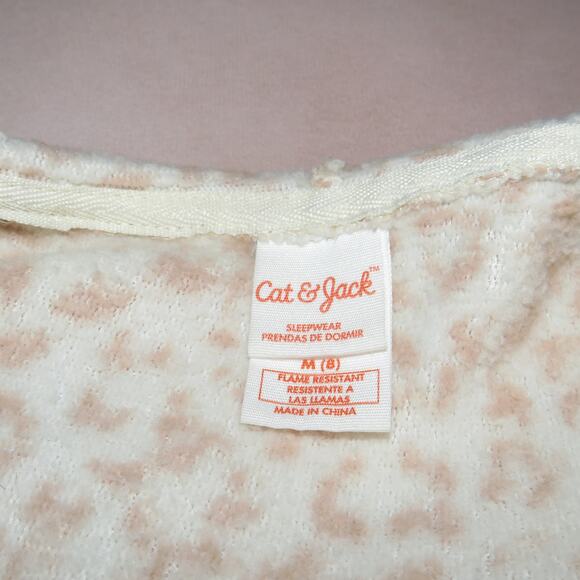 Cat & Jack™
SLEEPWEAR
PRENDAS DE DORMIR
M (8)
FLAME RESISTANT
RESISTENTE A
LAS LLAMAS
MADE IN CHINA